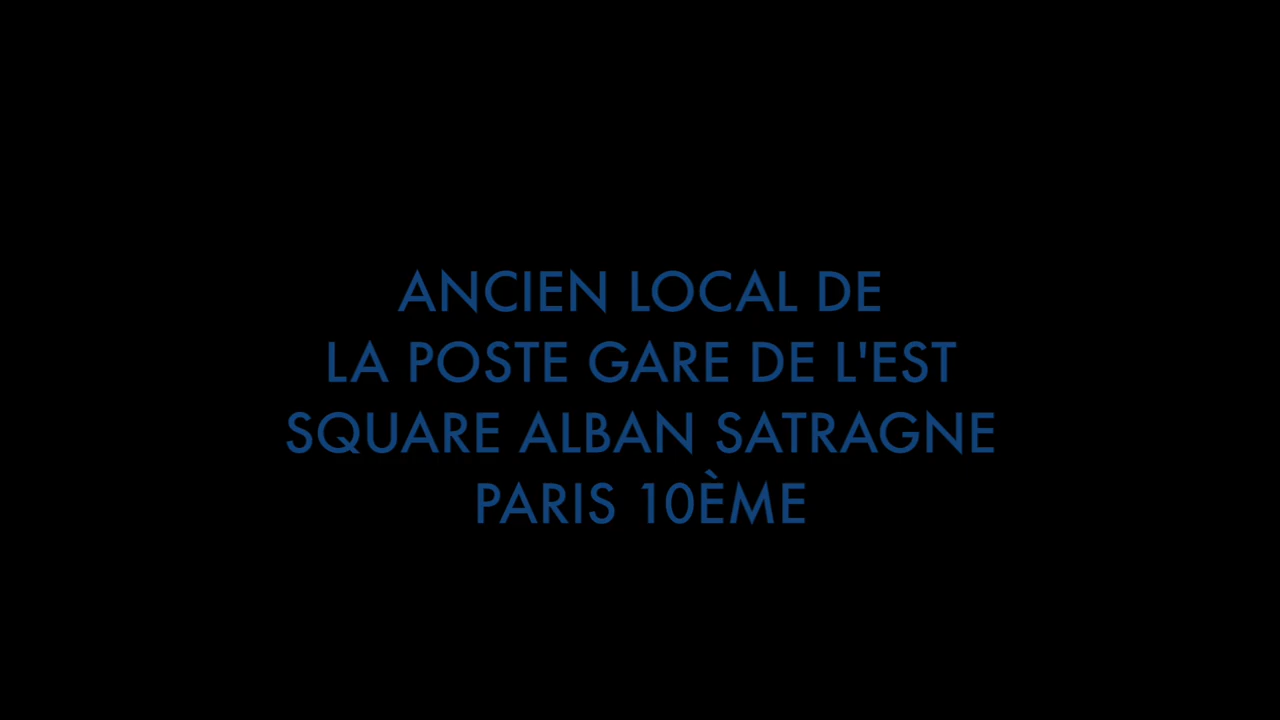 ANCIEN LOCAL DE
LA POSTE GARE DE L'EST
SQUARE ALBAN SATRAGNE
PARIS 10ÈME